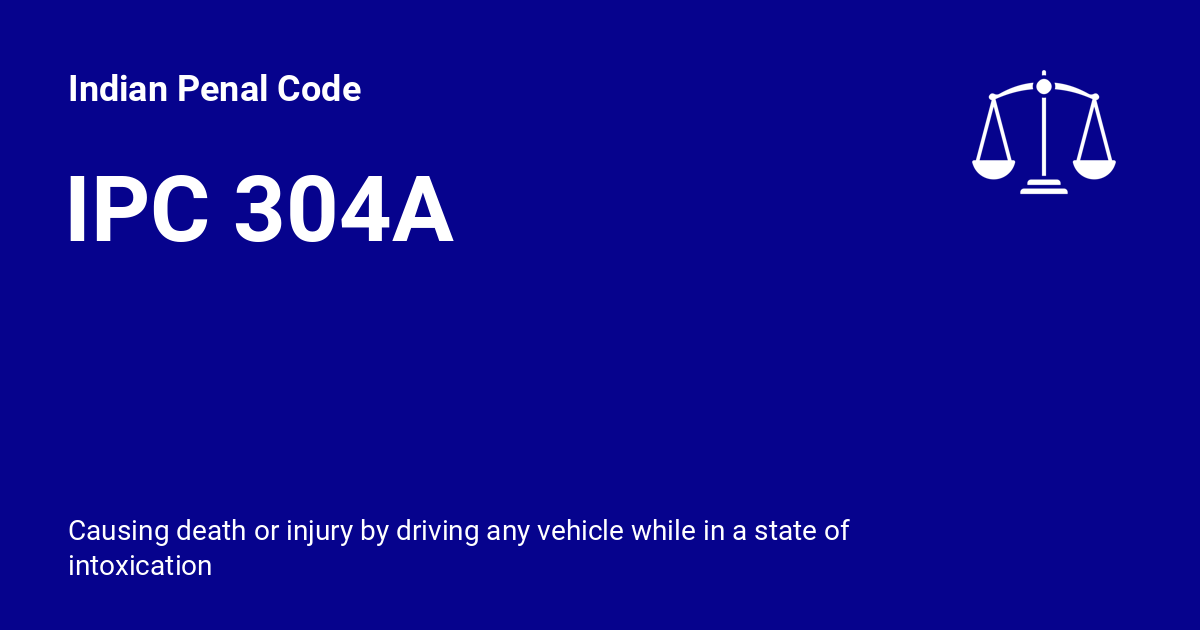 Indian Penal Code
IPC 304A
Causing death or injury by driving any vehicle while in a state of
intoxication